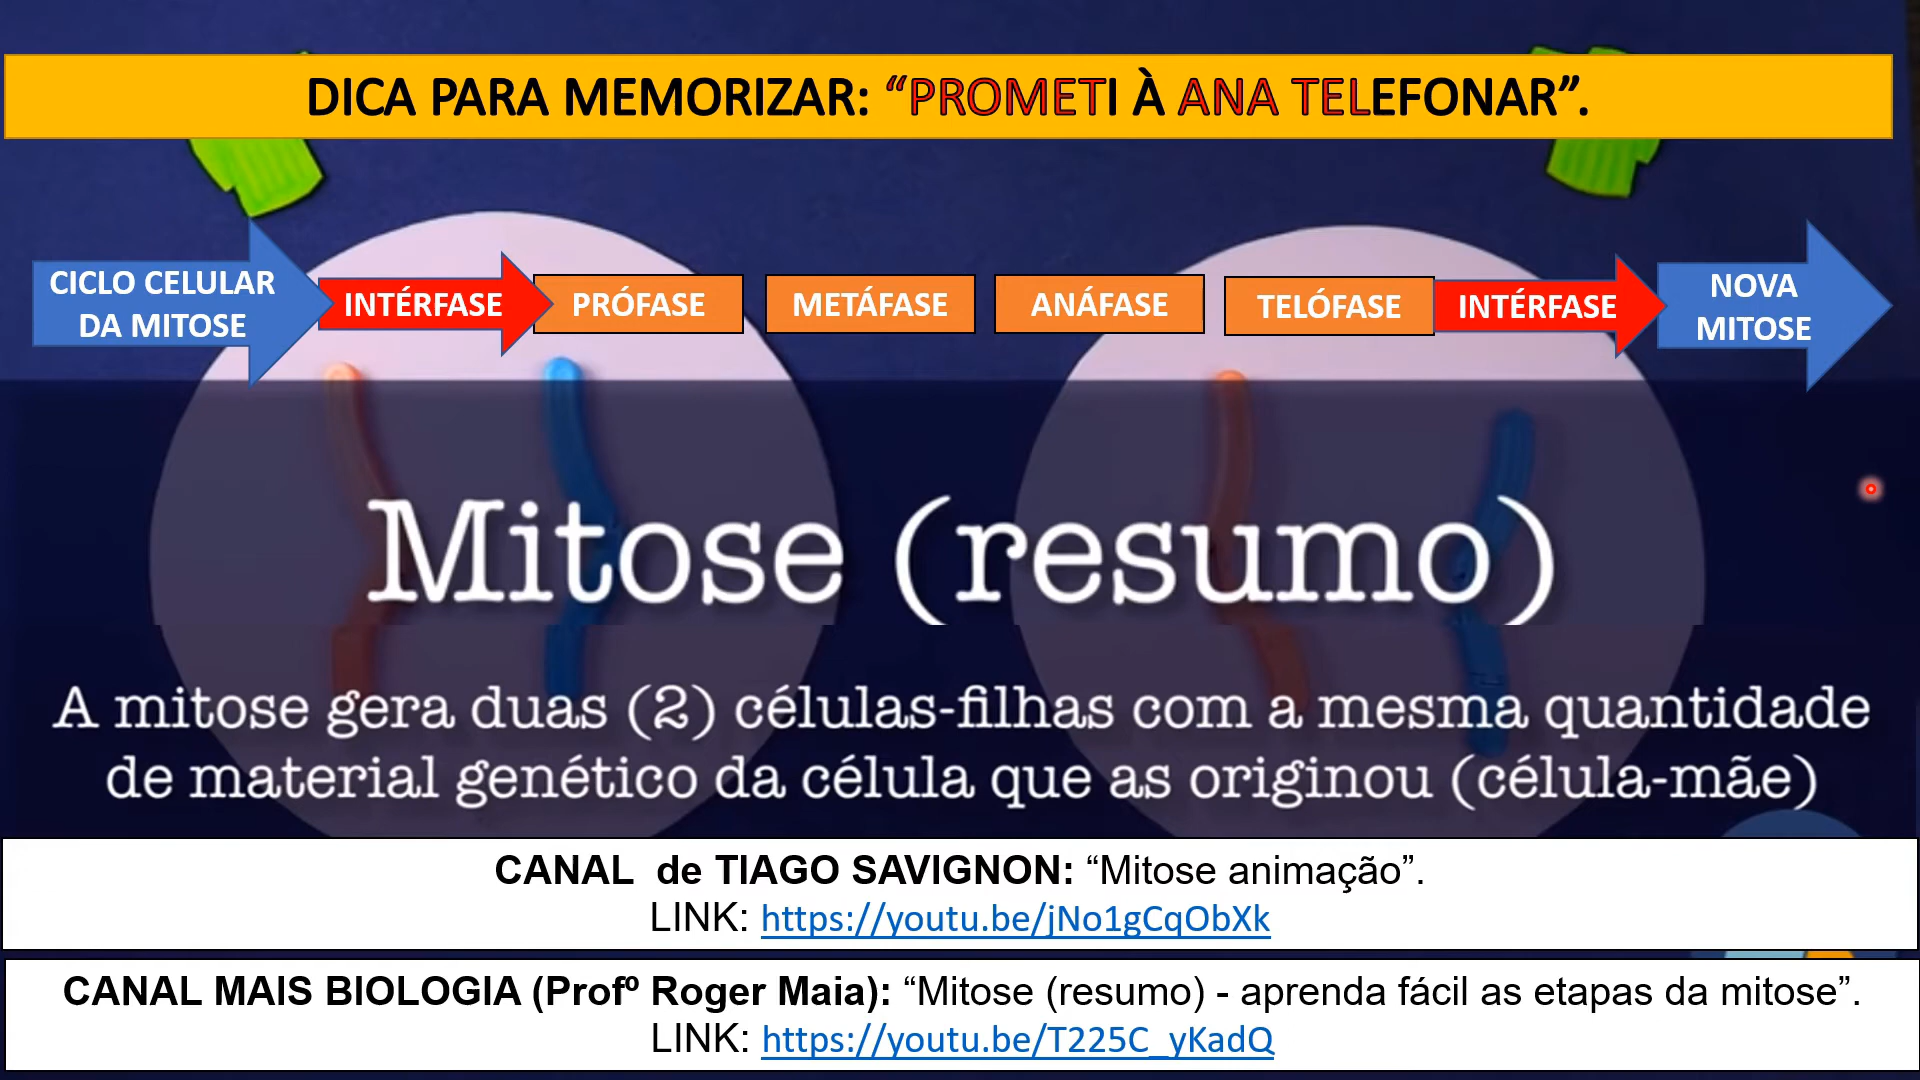 DICA PARA MEMORIZAR: “PROMETI À ANA TELEFONAR”.
CICLO CELULAR
DA MITOSE
INTÉRFASE
PRÓFASE
METÁFASE
ANÁFASE
TELÓFASE
INTÉRFASE
NOVA
MITOSE
Mitose (resumo)
A mitose gera duas (2) células-filhas com a mesma quantidade
de material genético da célula que as originou (célula-mãe)
CANAL de TIAGO SAVIGNON: “Mitose animação”.
LINK: https://youtu.be/jNo1gCqObXk
CANAL MAIS BIOLOGIA (Profº Roger Maia): “Mitose (resumo) - aprenda fácil as etapas da mitose”.
LINK: https://youtu.be/T225C_yKadQ